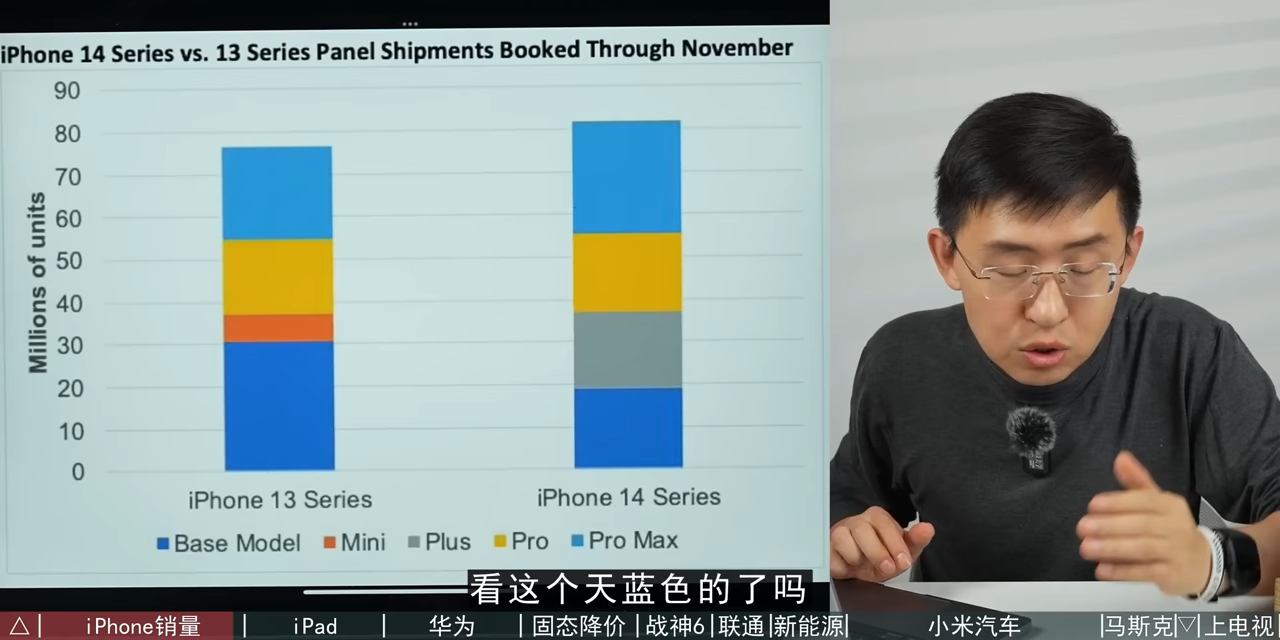 iPhone 14 Series vs. 13 Series Panel Shipments Booked Through November
90
80
70
60
50
40
30
20
10
0
Millions of units
iPhone 13 Series
iPhone 14 Series
Base Model
Mini
Plus
Pro
Pro Max
看这个天蓝色的了吗
△| iPhone销量 | iPad | 华为 |固态降价|战神6|联通|新能源| 小米汽车 |马斯克|▽|上电视